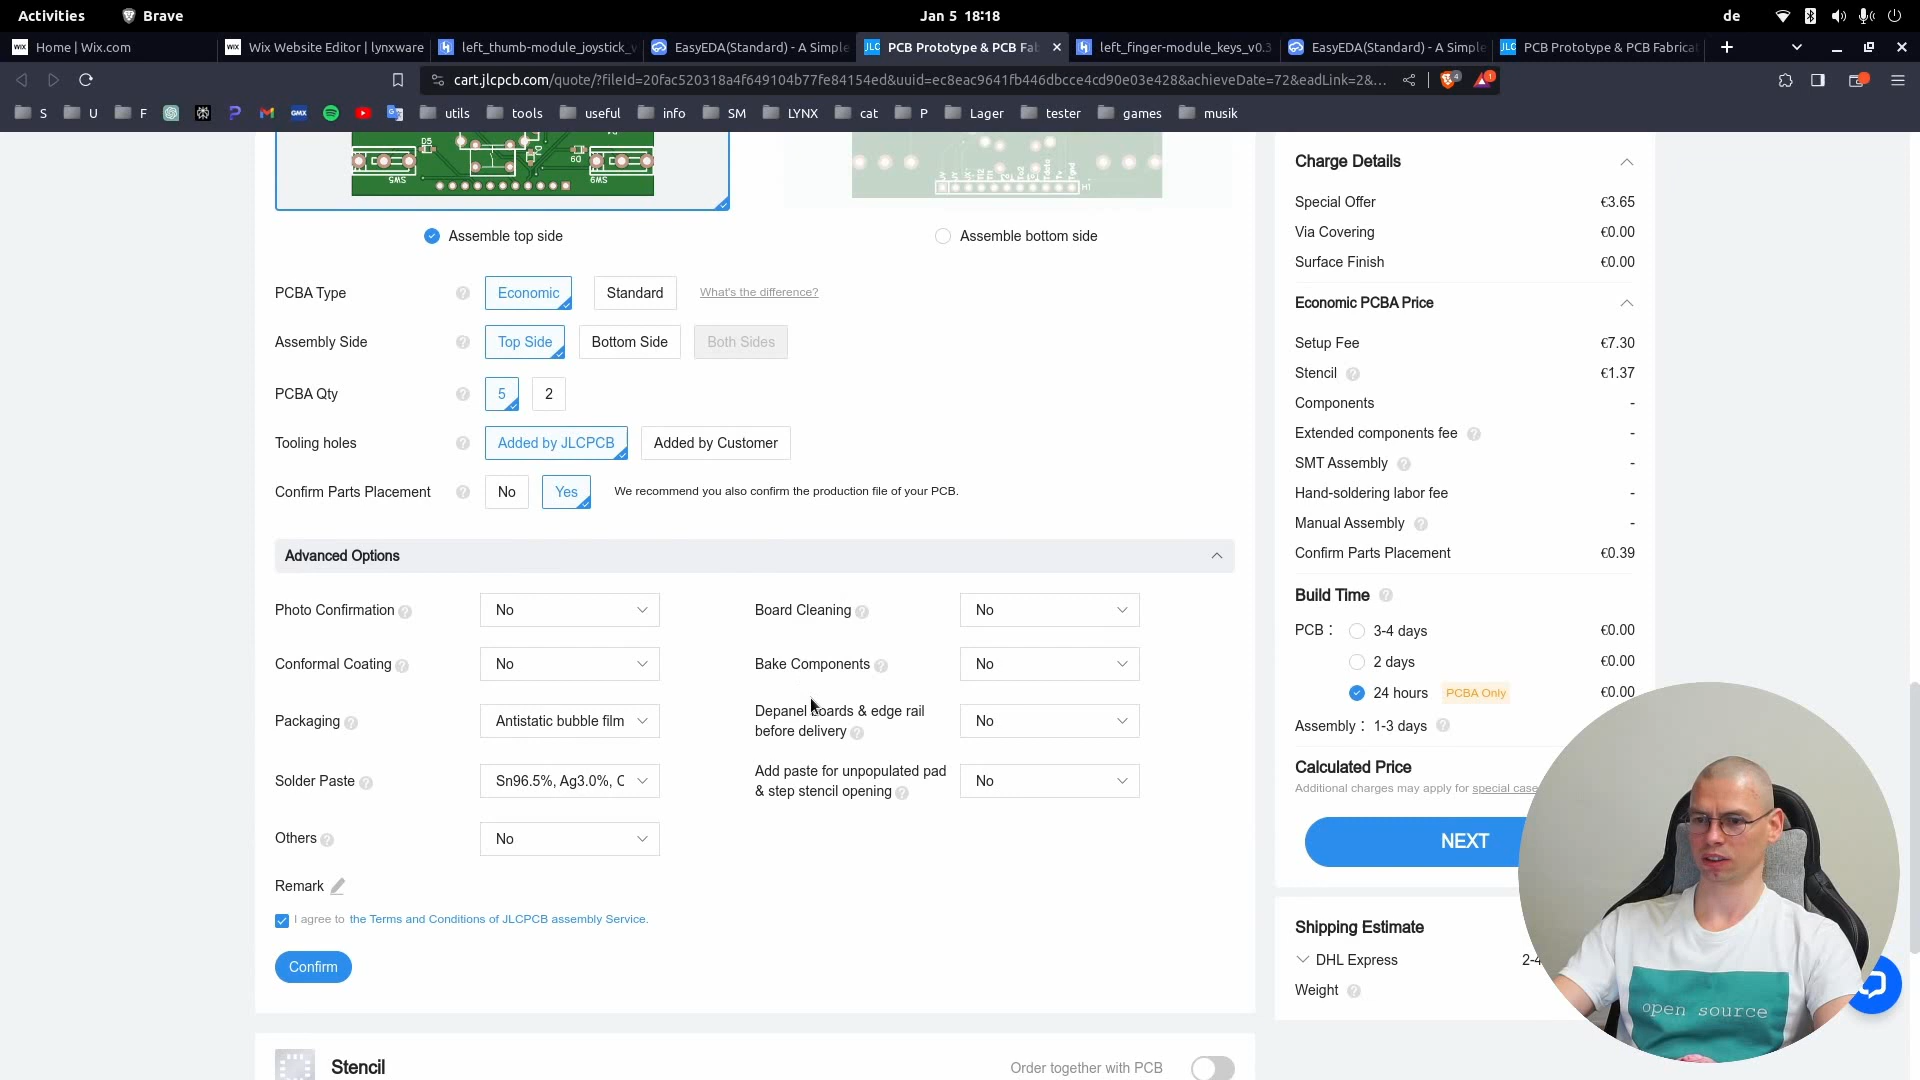 Activities
Brave
Jan 5 18:18
de
Home | Wix.com
Wix Website Editor | lynxware
left_thumb-module_joystick_v
EasyEDA(Standard) - A Simple
PCB Prototype & PCB Fab
left_finger-module_keys_v0.3
EasyEDA(Standard) - A Simple
PCB Prototype & PCB Fabricat
cart.jlcpcb.com/quote/?fileId=20fac520318a4f649104b77fe84154ed&uuid=ec8eac9641fb446dbcce4cd90e03e428&achieveDate=72&eadLink=2&...
S
U
F
utils
tools
useful
info
SM
LYNX
cat
P
Lager
tester
games
musik
D5
D9
SW5
SW9
H1
Assemble top side
Assemble bottom side
PCBA Type
Economic
Standard
What's the difference?
Assembly Side
Top Side
Bottom Side
Both Sides
PCBA Qty
5
2
Tooling holes
Added by JLCPCB
Added by Customer
Confirm Parts Placement
No
Yes
We recommend you also confirm the production file of your PCB.
Advanced Options
Photo Confirmation
No
Board Cleaning
No
Conformal Coating
No
Bake Components
No
Packaging
Antistatic bubble film
Depanel boards & edge rail
before delivery
No
Solder Paste
Sn96.5%, Ag3.0%, C
Add paste for unpopulated pad
& step stencil opening
No
Others
No
Remark
I agree to the Terms and Conditions of JLCPCB assembly Service.
Confirm
Stencil
Order together with PCB
Charge Details
Special Offer €3.65
Via Covering €0.00
Surface Finish €0.00
Economic PCBA Price
Setup Fee €7.30
Stencil €1.37
Components -
Extended components fee -
SMT Assembly -
Hand-soldering labor fee -
Manual Assembly -
Confirm Parts Placement €0.39
Build Time
PCB : 3-4 days €0.00
2 days €0.00
24 hours PCBA Only €0.00
Assembly : 1-3 days
Calculated Price
Additional charges may apply for special case
NEXT
Shipping Estimate
DHL Express 2-4
Weight
open source